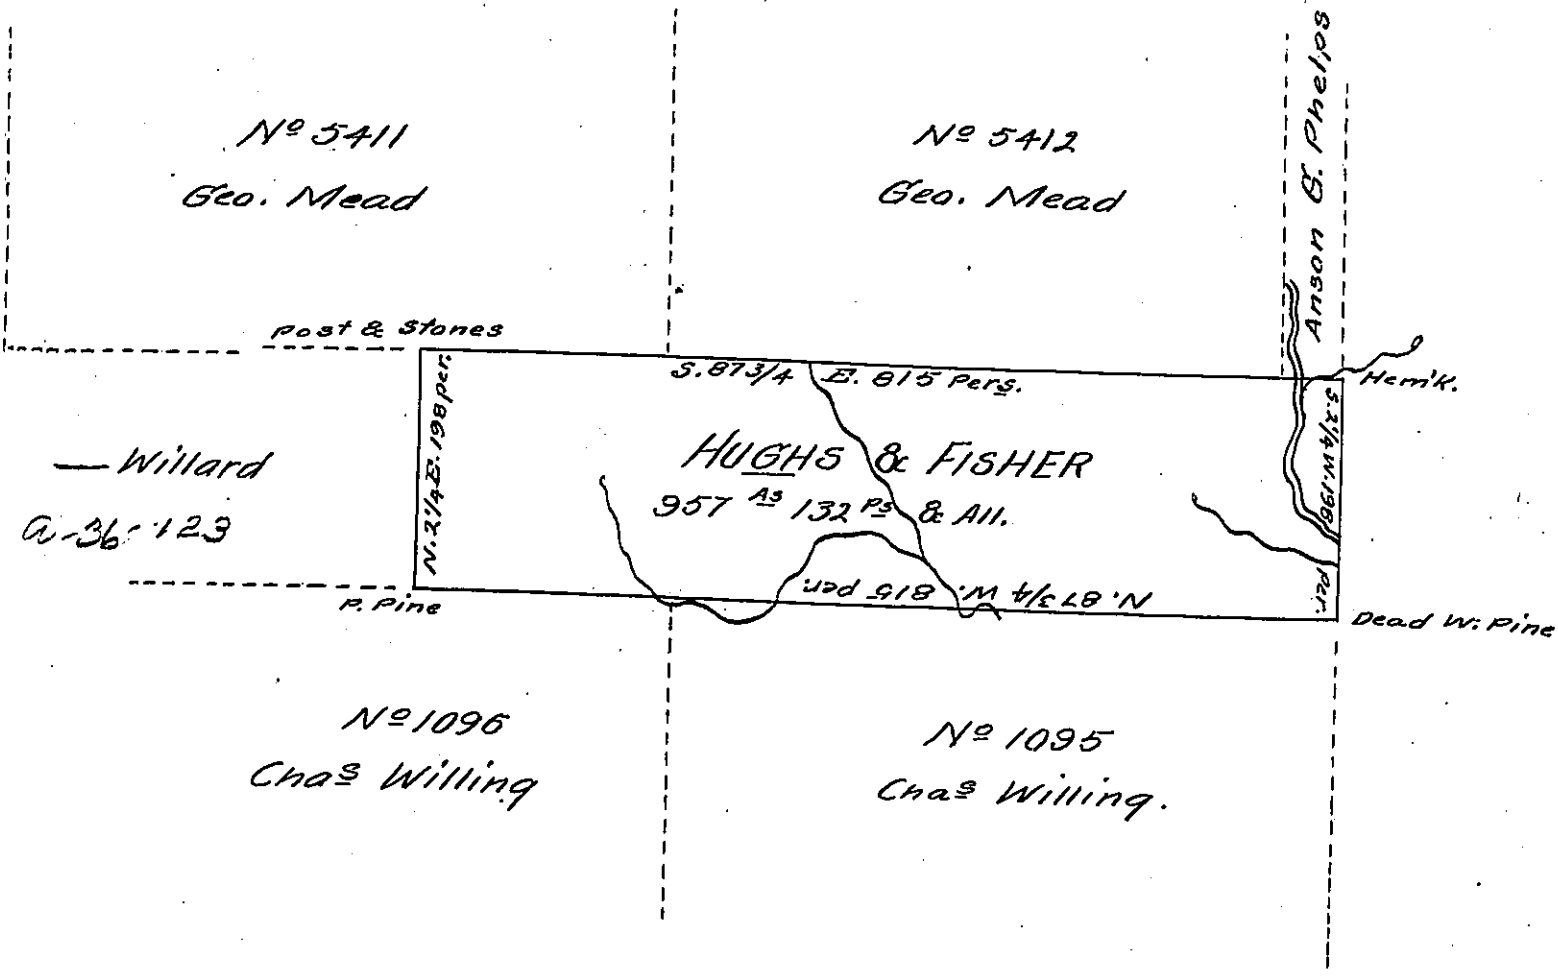 Nº 5411
Geo. Mead
Nº 5412
Geo. Mead
Anson G. Phelps
Post & Stones
S. 87 3/4 E. 815 Pers.
Hem'k.
N. 2 1/4 E. 198 per.
S. 2 1/4 W. 198 Per.
— Willard
a-36-123
HUGHS & FISHER
957 As 132 Ps & All.
N. 87 3/4 W. 815 per.
P. Pine
Dead W: Pine
Nº 1096
Chas Willing
Nº 1095
Chas Willing.